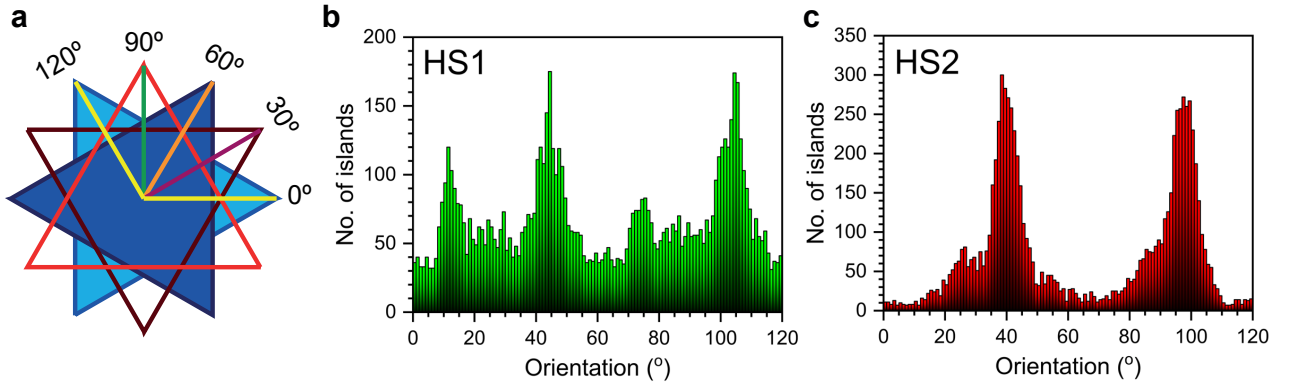 a
120º
90º
60º
30º
0º
b
HS1
No. of islands
200
150
100
50
0
0 20 40 60 80 100 120
Orientation (º)
c
HS2
No. of islands
350
300
250
200
150
100
50
0
0 20 40 60 80 100 120
Orientation (º)